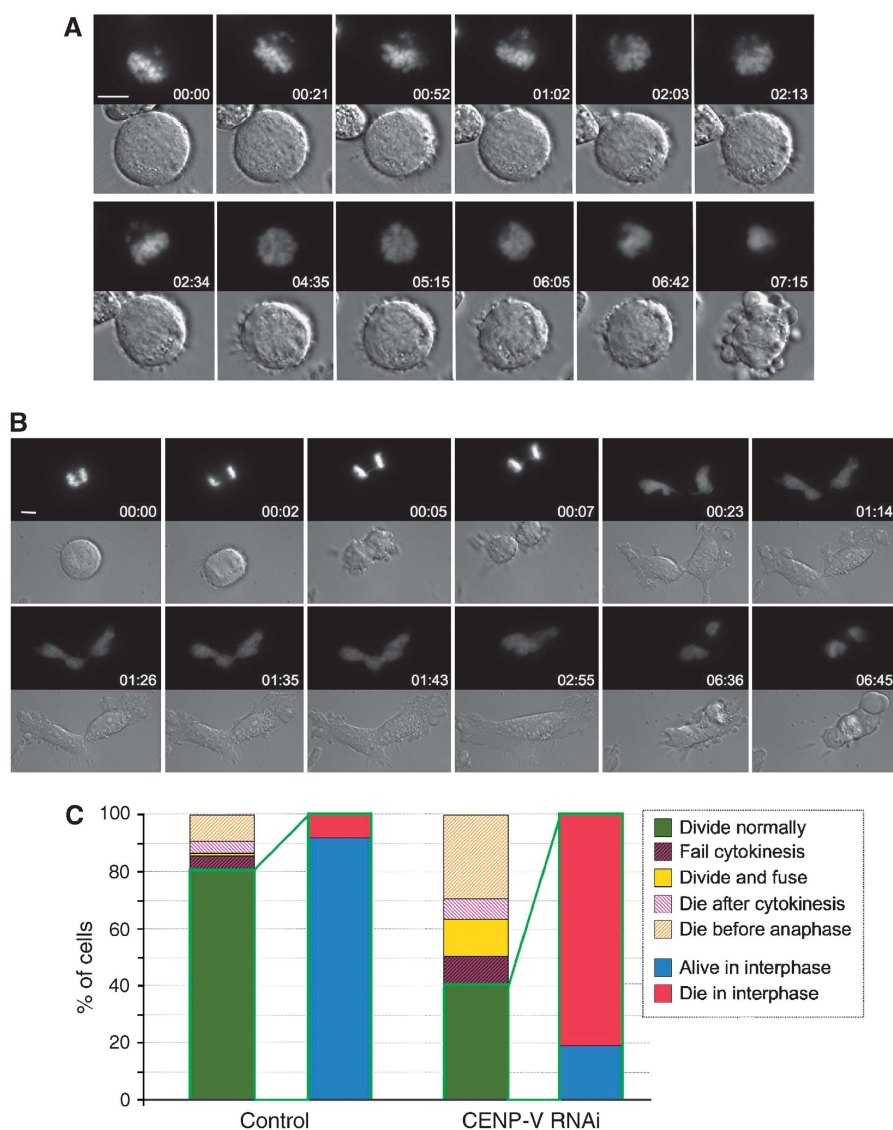 A
00:00 00:21 00:52 01:02 02:03 02:13
02:34 04:35 05:15 06:05 06:42 07:15
B
00:00 00:02 00:05 00:07 00:23 01:14
01:26 01:35 01:43 02:55 06:36 06:45
C
% of cells
100
80
60
40
20
0
Control CENP-V RNAi
Divide normally
Fail cytokinesis
Divide and fuse
Die after cytokinesis
Die before anaphase
Alive in interphase
Die in interphase